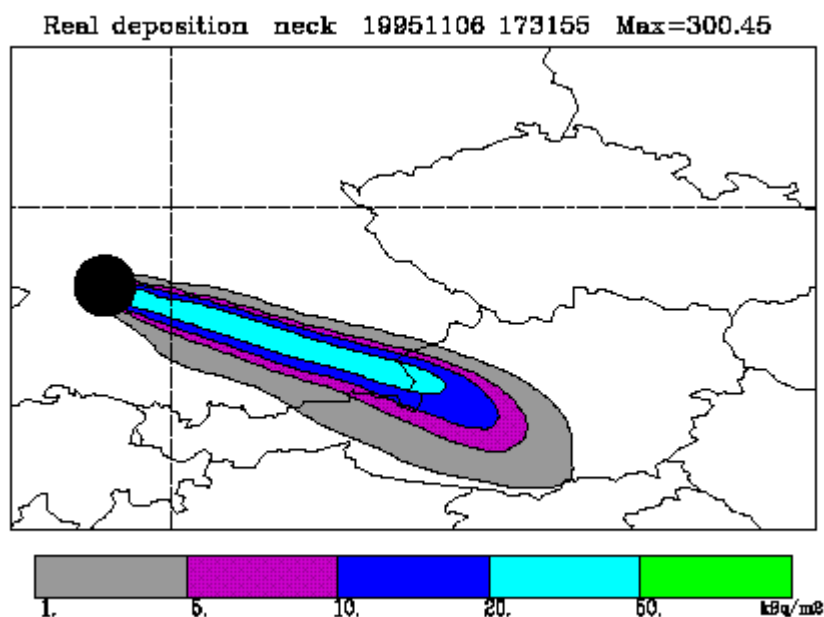 Real deposition neck 19951106 173155 Max=300.45
1. 5. 10. 20. 50. kBq/m2